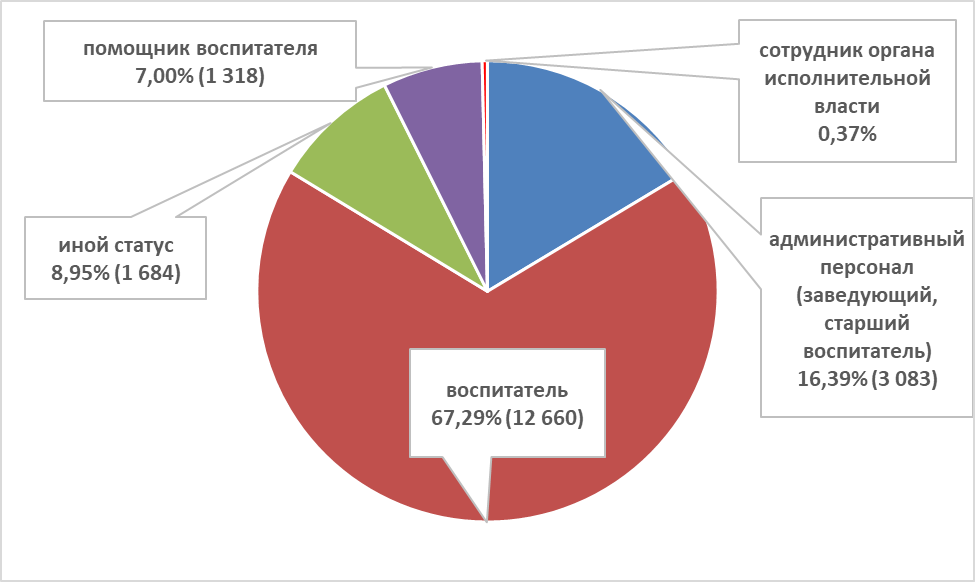 помощник воспитателя
7,00% (1 318)
сотрудник органа
исполнительной
власти
0,37%
иной статус
8,95% (1 684)
административный
персонал
(заведующий,
старший
воспитатель)
16,39% (3 083)
воспитатель
67,29% (12 660)